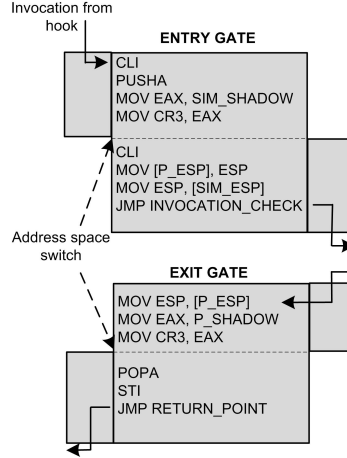 Invocation from
hook
ENTRY GATE
CLI
PUSHA
MOV EAX, SIM_SHADOW
MOV CR3, EAX
CLI
MOV [P_ESP], ESP
MOV ESP, [SIM_ESP]
JMP INVOCATION_CHECK
Address space
switch
EXIT GATE
MOV ESP, [P_ESP]
MOV EAX, P_SHADOW
MOV CR3, EAX
POPA
STI
JMP RETURN_POINT